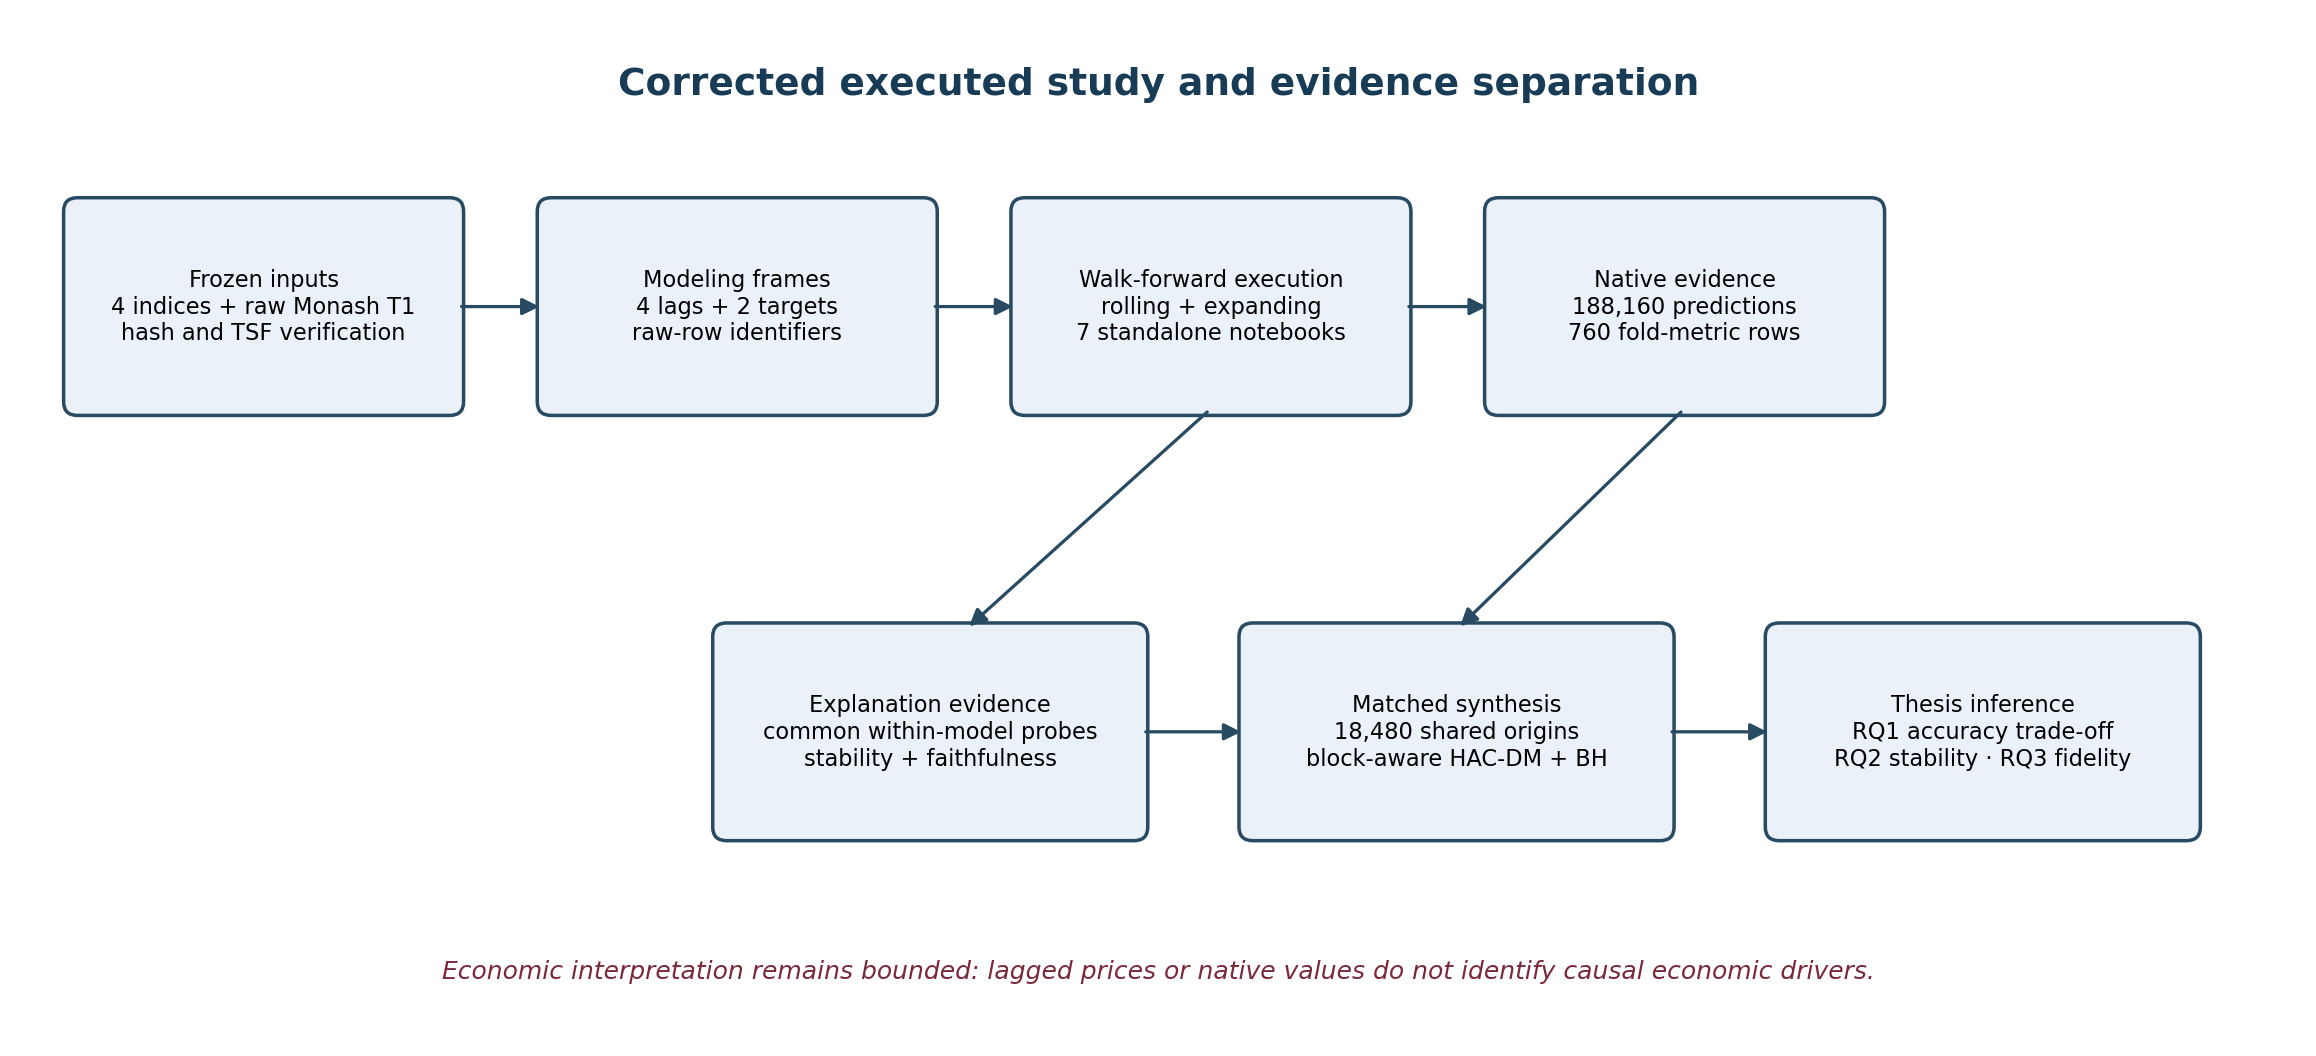 Corrected executed study and evidence separation
Frozen inputs
4 indices + raw Monash T1
hash and TSF verification
Modeling frames
4 lags + 2 targets
raw-row identifiers
Walk-forward execution
rolling + expanding
7 standalone notebooks
Native evidence
188,160 predictions
760 fold-metric rows
Explanation evidence
common within-model probes
stability + faithfulness
Matched synthesis
18,480 shared origins
block-aware HAC-DM + BH
Thesis inference
RQ1 accuracy trade-off
RQ2 stability · RQ3 fidelity
Economic interpretation remains bounded: lagged prices or native values do not identify causal economic drivers.